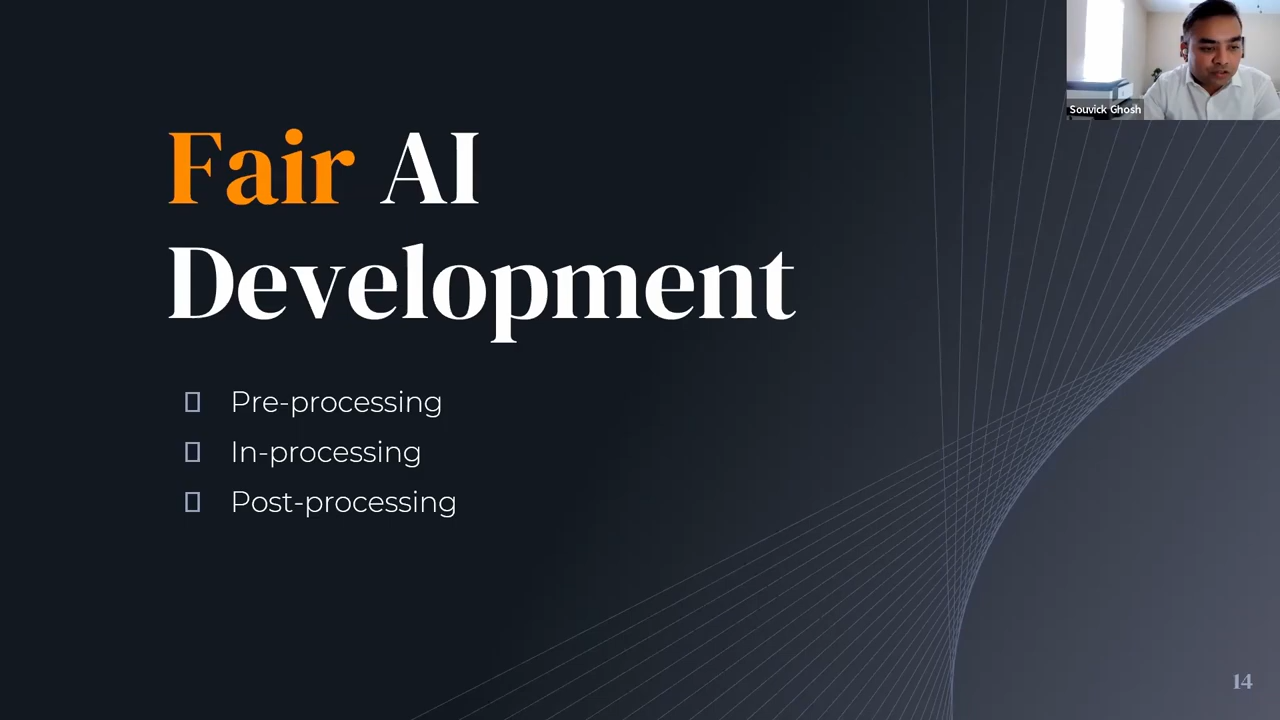 Souvick Ghosh
Fair AI
Development
Pre-processing
In-processing
Post-processing
14